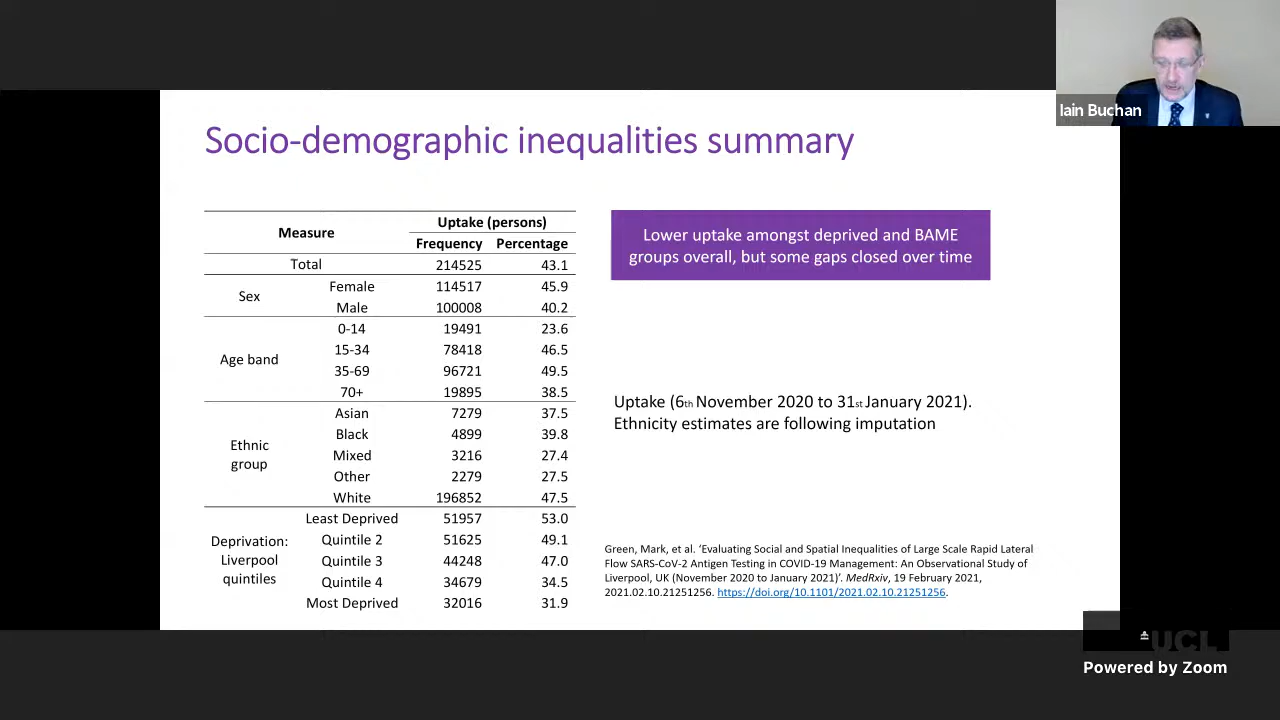 Iain Buchan
Socio-demographic inequalities summary
Measure Uptake (persons)
Frequency Percentage
Total 214525 43.1
Sex Female 114517 45.9
Male 100008 40.2
Age band 0-14 19491 23.6
15-34 78418 46.5
35-69 96721 49.5
70+ 19895 38.5
Ethnic group Asian 7279 37.5
Black 4899 39.8
Mixed 3216 27.4
Other 2279 27.5
White 196852 47.5
Deprivation: Liverpool quintiles Least Deprived 51957 53.0
Quintile 2 51625 49.1
Quintile 3 44248 47.0
Quintile 4 34679 34.5
Most Deprived 32016 31.9
Lower uptake amongst deprived and BAME
groups overall, but some gaps closed over time
Uptake (6th November 2020 to 31st January 2021).
Ethnicity estimates are following imputation
Green, Mark, et al. ‘Evaluating Social and Spatial Inequalities of Large Scale Rapid Lateral
Flow SARS-CoV-2 Antigen Testing in COVID-19 Management: An Observational Study of
Liverpool, UK (November 2020 to January 2021)’. MedRxiv, 19 February 2021,
2021.02.10.21251256. https://doi.org/10.1101/2021.02.10.21251256.
UCL
Powered by Zoom